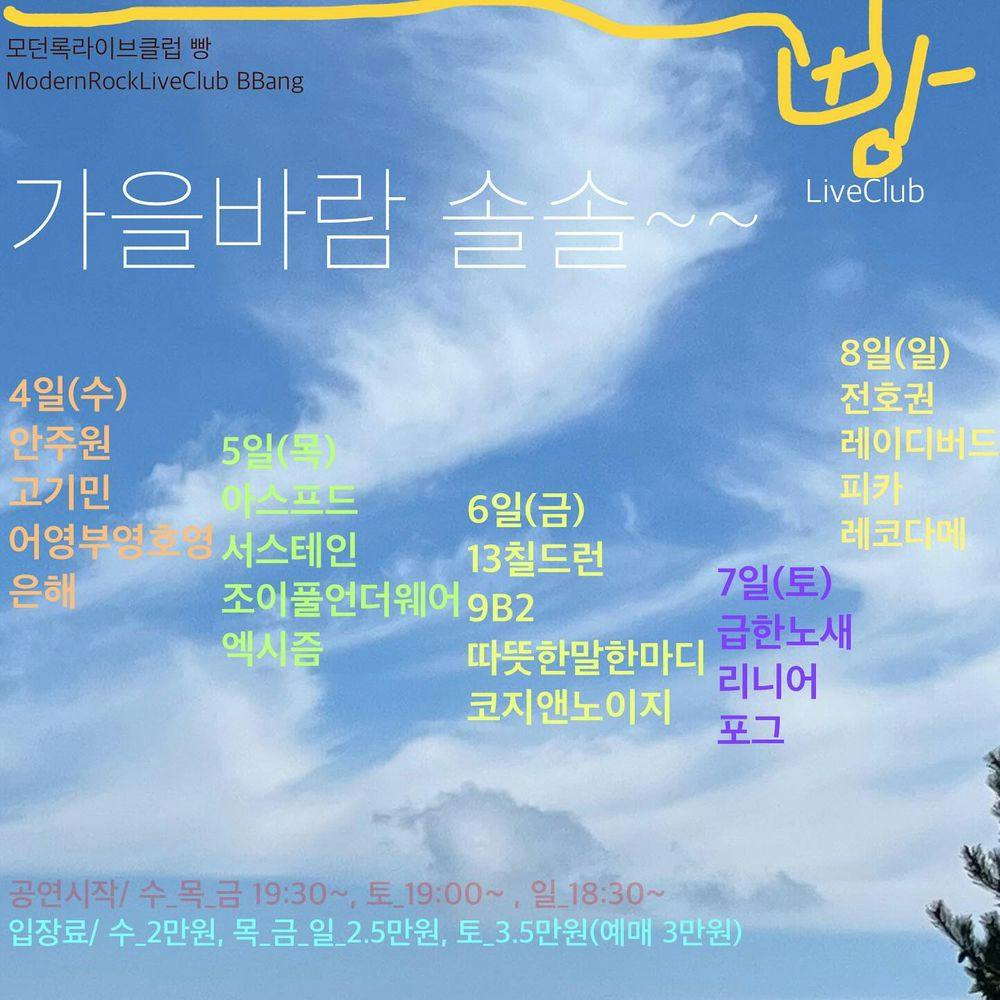 모던록라이브클럽 빵
ModernRockLiveClub BBang
빵
LiveClub
가을바람 솔솔~~
4일(수)
안주원
고기민
어영부영호영
은해
5일(목)
아스프드
서스테인
조이풀언더웨어
엑시즘
6일(금)
13칠드런
9B2
따뜻한말한마디
코지앤노이지
7일(토)
급한노새
리니어
포그
8일(일)
전호권
레이디버드
피카
레코다메
공연시작/ 수_목_금 19:30~, 토_19:00~ , 일_18:30~
입장료/ 수_2만원, 목_금_일_2.5만원, 토_3.5만원(예매 3만원)